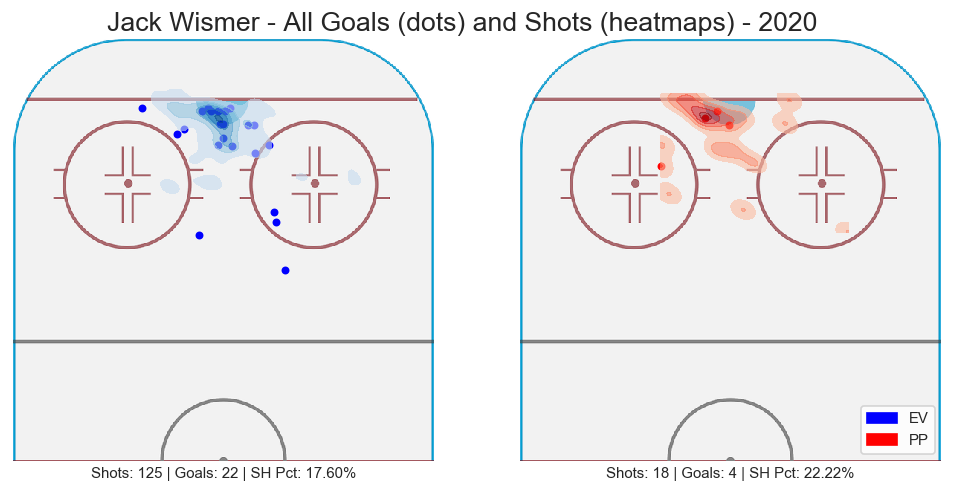 Jack Wismer - All Goals (dots) and Shots (heatmaps) - 2020
EV
PP
Shots: 125 | Goals: 22 | SH Pct: 17.60%
Shots: 18 | Goals: 4 | SH Pct: 22.22%